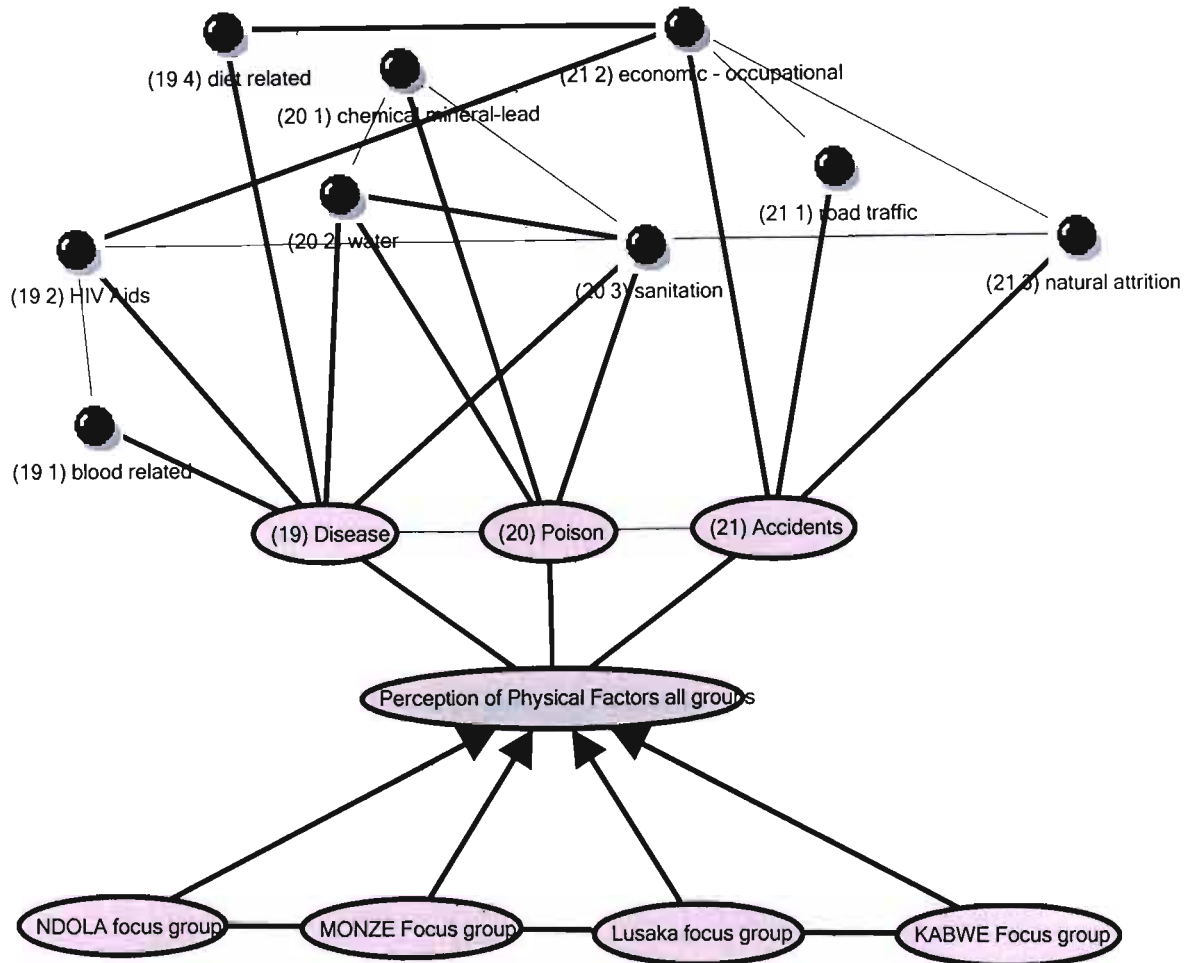 (19 4) diet related
(21 2) economic - occupational
(20 1) chemical mineral-lead
(21 1) road traffic
(20 2) water
(19 2) HIV Aids
(20 3) sanitation
(21 3) natural attrition
(19 1) blood related
(19) Disease
(20) Poison
(21) Accidents
Perception of Physical Factors all groups
NDOLA focus group
MONZE Focus group
Lusaka focus group
KABWE Focus group